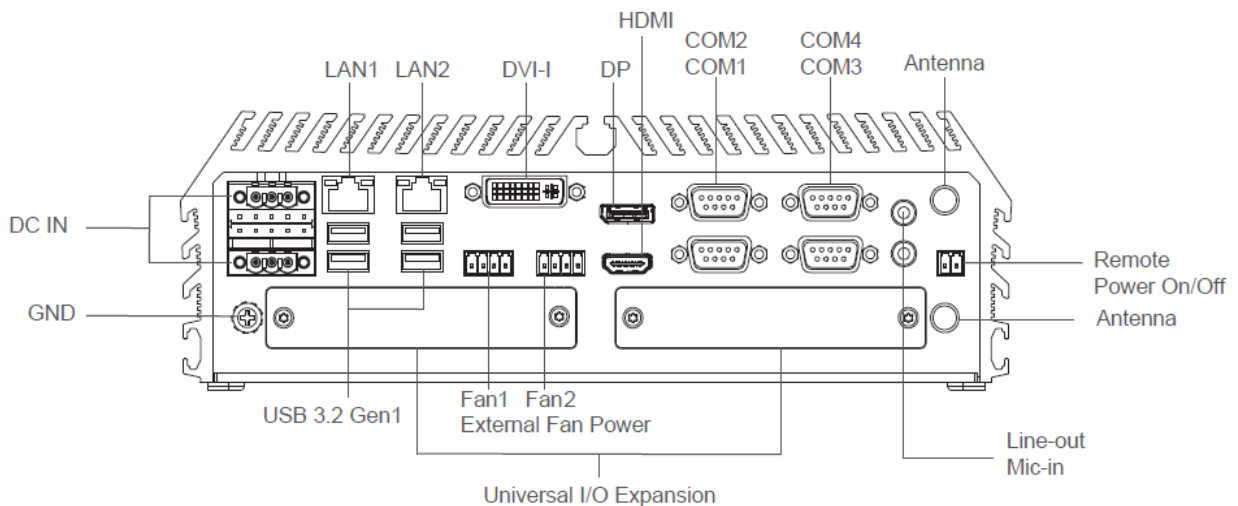 HDMI
COM2
COM4
LAN1
LAN2
DVI-I
DP
COM1
COM3
Antenna
DC IN
Remote
Power On/Off
GND
Antenna
USB 3.2 Gen1
Fan1
Fan2
External Fan Power
Line-out
Mic-in
Universal I/O Expansion